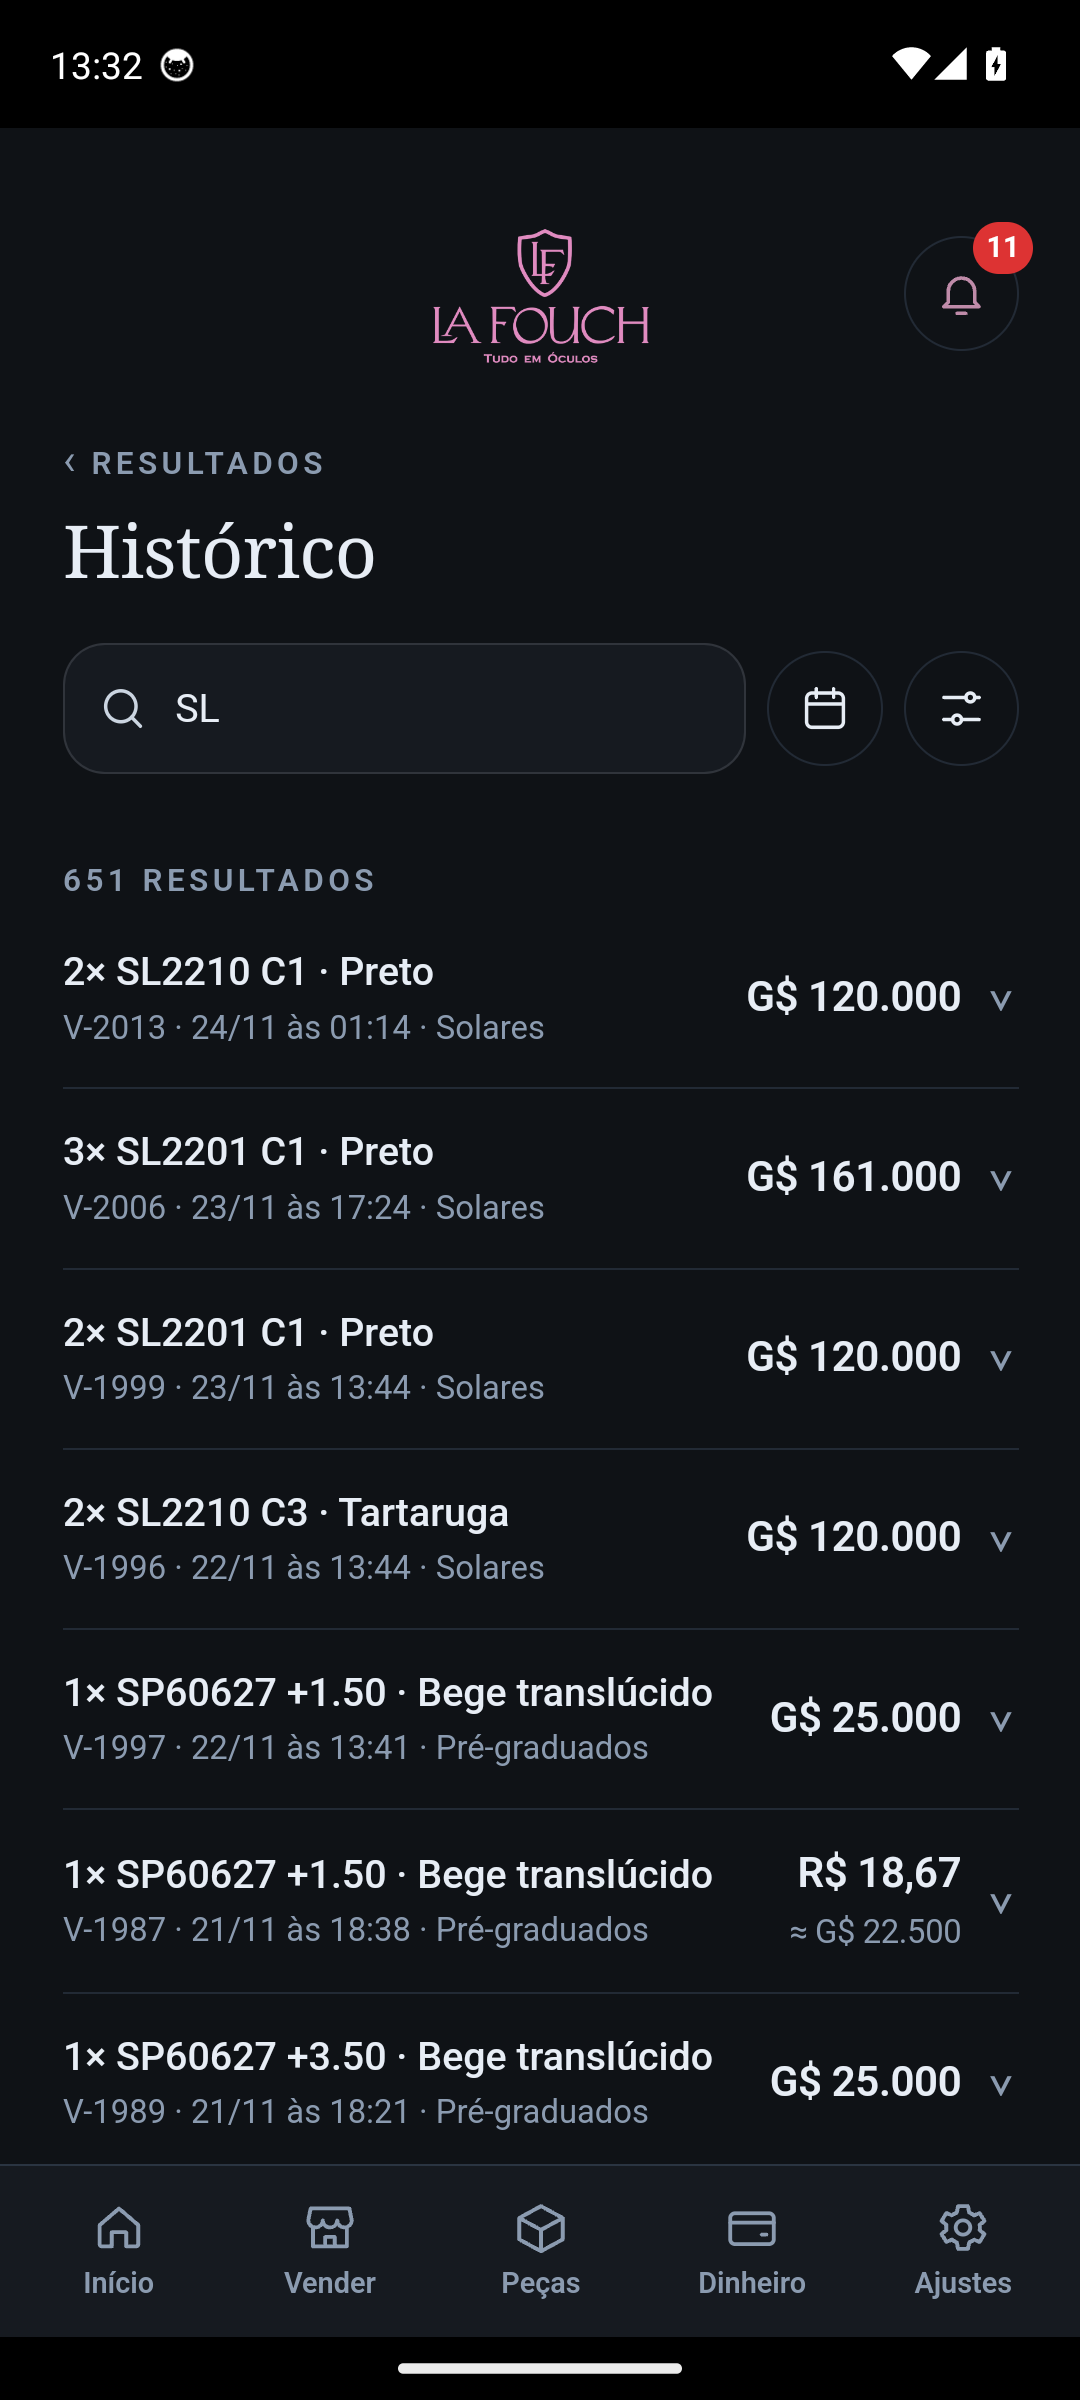 13:32
11
LF
LA FOUCH
TUDO EM ÓCULOS
‹ RESULTADOS
Histórico
SL
651 RESULTADOS
2× SL2210 C1 · Preto
G$ 120.000
V-2013 · 24/11 às 01:14 · Solares
3× SL2201 C1 · Preto
G$ 161.000
V-2006 · 23/11 às 17:24 · Solares
2× SL2201 C1 · Preto
G$ 120.000
V-1999 · 23/11 às 13:44 · Solares
2× SL2210 C3 · Tartaruga
G$ 120.000
V-1996 · 22/11 às 13:44 · Solares
1× SP60627 +1.50 · Bege translúcido
G$ 25.000
V-1997 · 22/11 às 13:41 · Pré-graduados
1× SP60627 +1.50 · Bege translúcido
R$ 18,67
V-1987 · 21/11 às 18:38 · Pré-graduados
≈ G$ 22.500
1× SP60627 +3.50 · Bege translúcido
G$ 25.000
V-1989 · 21/11 às 18:21 · Pré-graduados
Início
Vender
Peças
Dinheiro
Ajustes